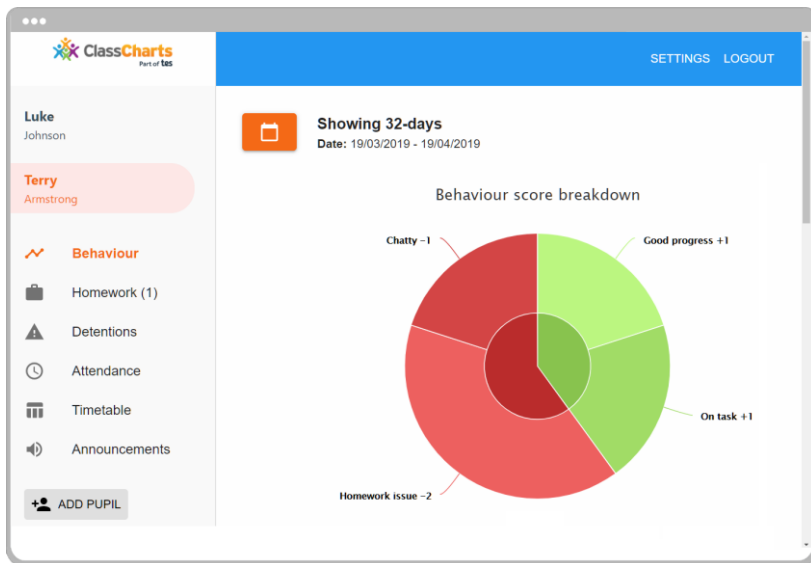 ClassCharts
Part of tes
SETTINGS LOGOUT
Luke
Johnson
Terry
Armstrong
Behaviour
Homework (1)
Detentions
Attendance
Timetable
Announcements
ADD PUPIL
Showing 32-days
Date: 19/03/2019 - 19/04/2019
Behaviour score breakdown
Chatty -1
Good progress +1
On task +1
Homework issue -2